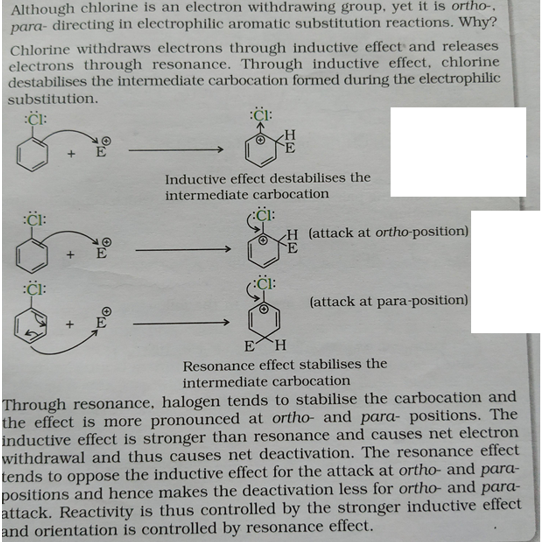 Although chlorine is an electron withdrawing group, yet it is ortho-,
para- directing in electrophilic aromatic substitution reactions. Why?
Chlorine withdraws electrons through inductive effect and releases
electrons through resonance. Through inductive effect, chlorine
destabilises the intermediate carbocation formed during the electrophilic
substitution.
:C̈l: :C̈l:
⊕ ⊕ H
+ E E
Inductive effect destabilises the
intermediate carbocation
:C̈l: :C̈l:
⊕ ⊕ H (attack at ortho-position)
+ E E
:C̈l: :C̈l:
⊕ ⊕ (attack at para-position)
+ E
E H
Resonance effect stabilises the
intermediate carbocation
Through resonance, halogen tends to stabilise the carbocation and
the effect is more pronounced at ortho- and para- positions. The
inductive effect is stronger than resonance and causes net electron
withdrawal and thus causes net deactivation. The resonance effect
tends to oppose the inductive effect for the attack at ortho- and para-
positions and hence makes the deactivation less for ortho- and para-
attack. Reactivity is thus controlled by the stronger inductive effect
and orientation is controlled by resonance effect.